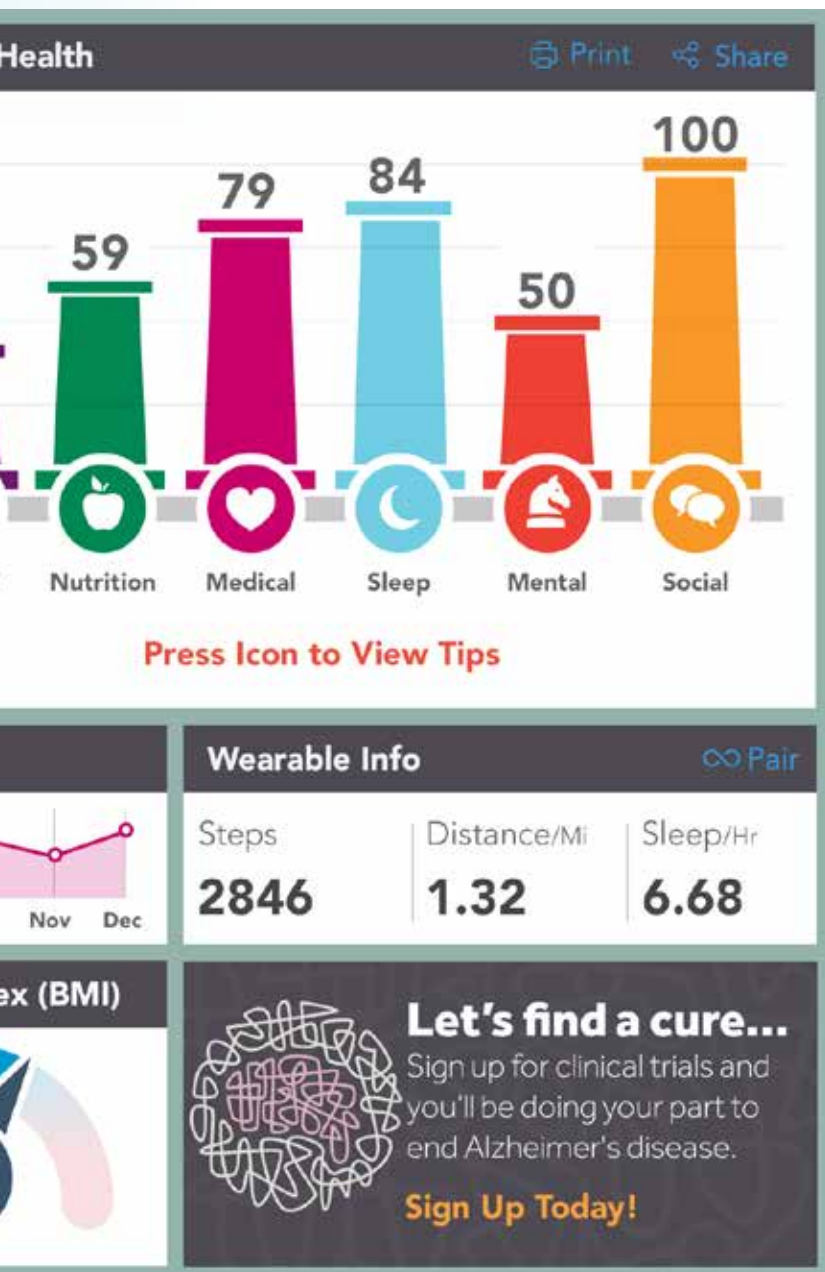 Health
Print
Share
59
79
84
50
100
Nutrition
Medical
Sleep
Mental
Social
Press Icon to View Tips
Wearable Info
Pair
Nov
Dec
Steps
Distance/Mi
Sleep/Hr
2846
1.32
6.68
(BMI)
Let's find a cure...
Sign up for clinical trials and
you'll be doing your part to
end Alzheimer's disease.
Sign Up Today!